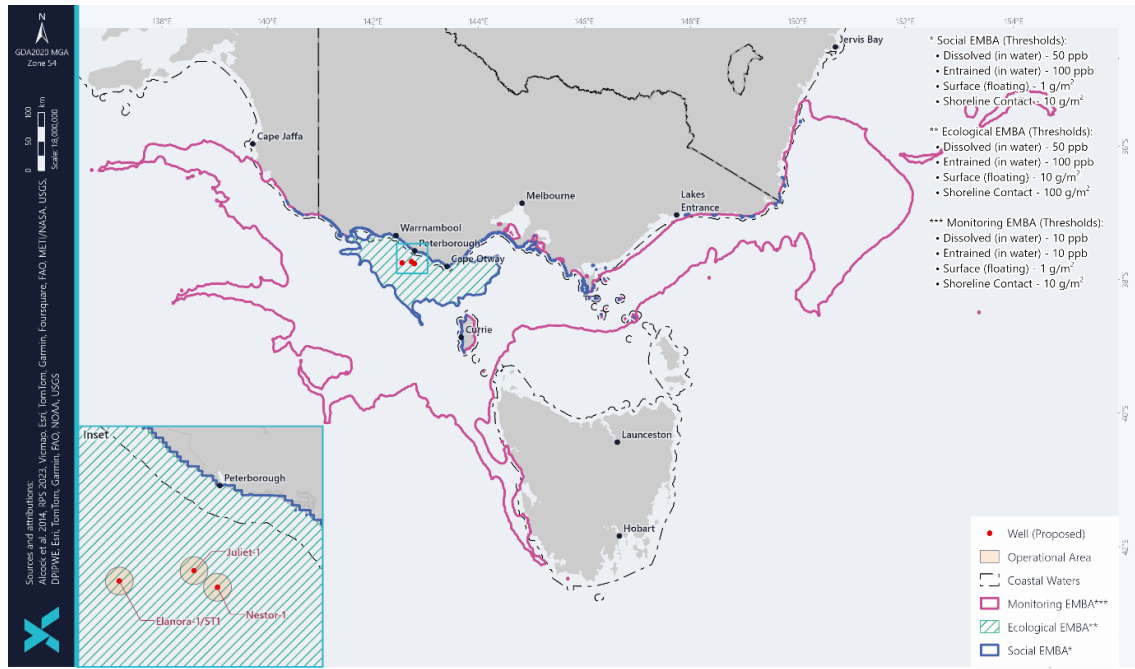 138°E
140°E
142°E
144°E
146°E
148°E
150°E
152°E
154°E
N
GDA2020 MGA
Zone 54
0 50 100
km
Scale: 1:8,000,000
Sources and attributions:
Alcock et al. 2014, RPS 2023, Vicmap, Esri, TomTom, Garmin, Foursquare, FAO, METI/NASA, USGS,
DPIPWE, Esri, TomTom, Garmin, FAO, NOAA, USGS
Jervis Bay
Cape Jaffa
Melbourne
Lakes
Entrance
Warrnambool
Peterborough
Cape Otway
Currie
Launceston
Hobart
36°S
38°S
40°S
42°S
* Social EMBA (Thresholds):
• Dissolved (in water) - 50 ppb
• Entrained (in water) - 100 ppb
• Surface (floating) - 1 g/m²
• Shoreline Contact - 10 g/m²
** Ecological EMBA (Thresholds):
• Dissolved (in water) - 50 ppb
• Entrained (in water) - 100 ppb
• Surface (floating) - 10 g/m²
• Shoreline Contact - 100 g/m²
*** Monitoring EMBA (Thresholds):
• Dissolved (in water) - 10 ppb
• Entrained (in water) - 10 ppb
• Surface (floating) - 1 g/m²
• Shoreline Contact - 10 g/m²
Inset
Peterborough
Juliet-1
Elanora-1/ST1
Nestor-1
Well (Proposed)
Operational Area
Coastal Waters
Monitoring EMBA***
Ecological EMBA**
Social EMBA*